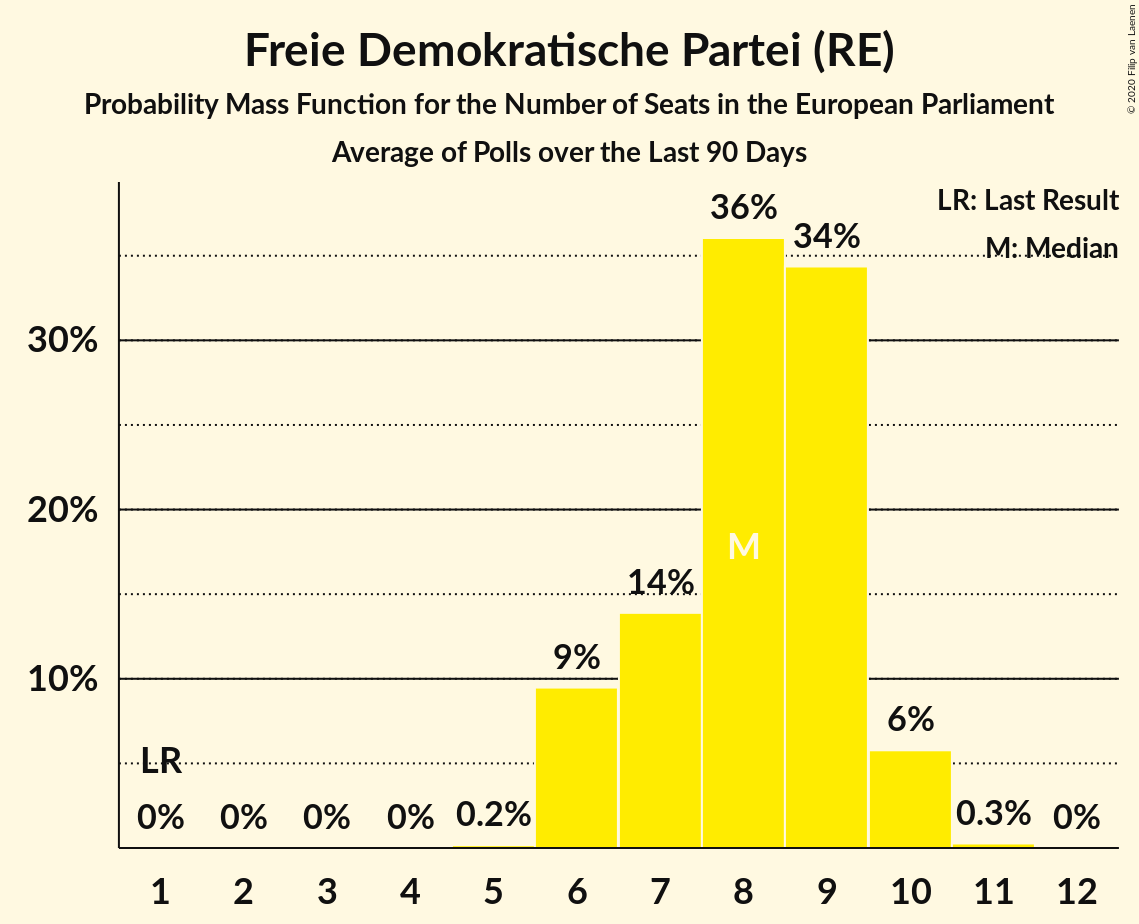 Freie Demokratische Partei (RE)
Probability Mass Function for the Number of Seats in the European Parliament
Average of Polls over the Last 90 Days
© 2020 Filip van Laenen
LR: Last Result
M: Median
36%
34%
30%
20%
M
14%
9%
10%
6%
LR
0%
0%
0%
0%
0.2%
0.3%
0%
1 2 3 4 5 6 7 8 9 10 11 12